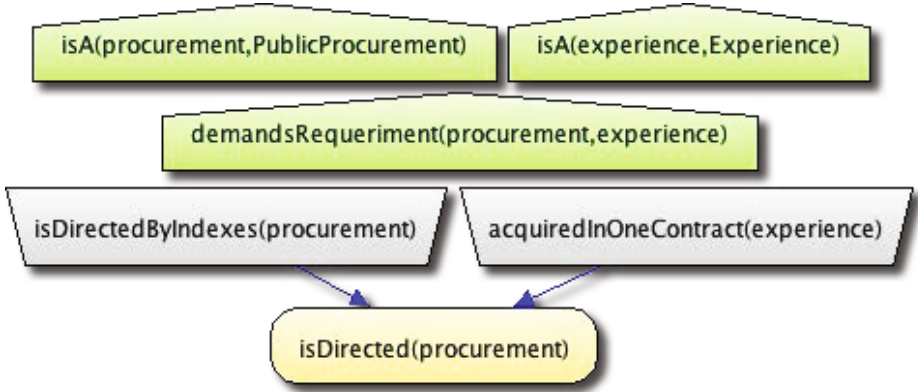 isA(procurement,PublicProcurement)
isA(experience,Experience)
demandsRequeriment(procurement,experience)
isDirectedByIndexes(procurement)
acquiredInOneContract(experience)
isDirected(procurement)